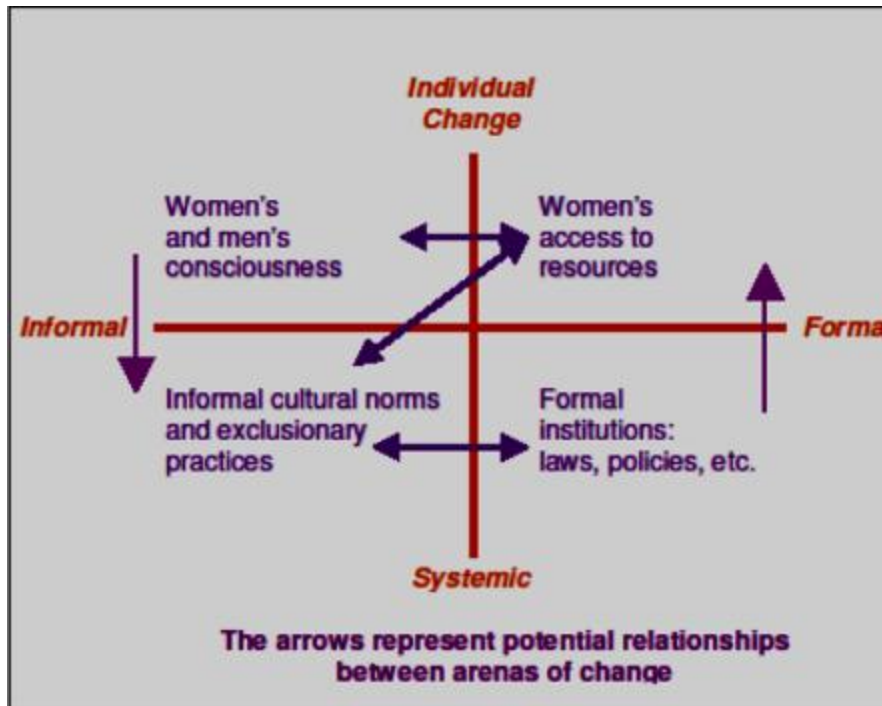 Individual
Change
Women's
and men's
consciousness
Women's
access to
resources
Informal
Forma
Informal cultural norms
and exclusionary
practices
Formal
institutions:
laws, policies, etc.
Systemic
The arrows represent potential relationships
between arenas of change